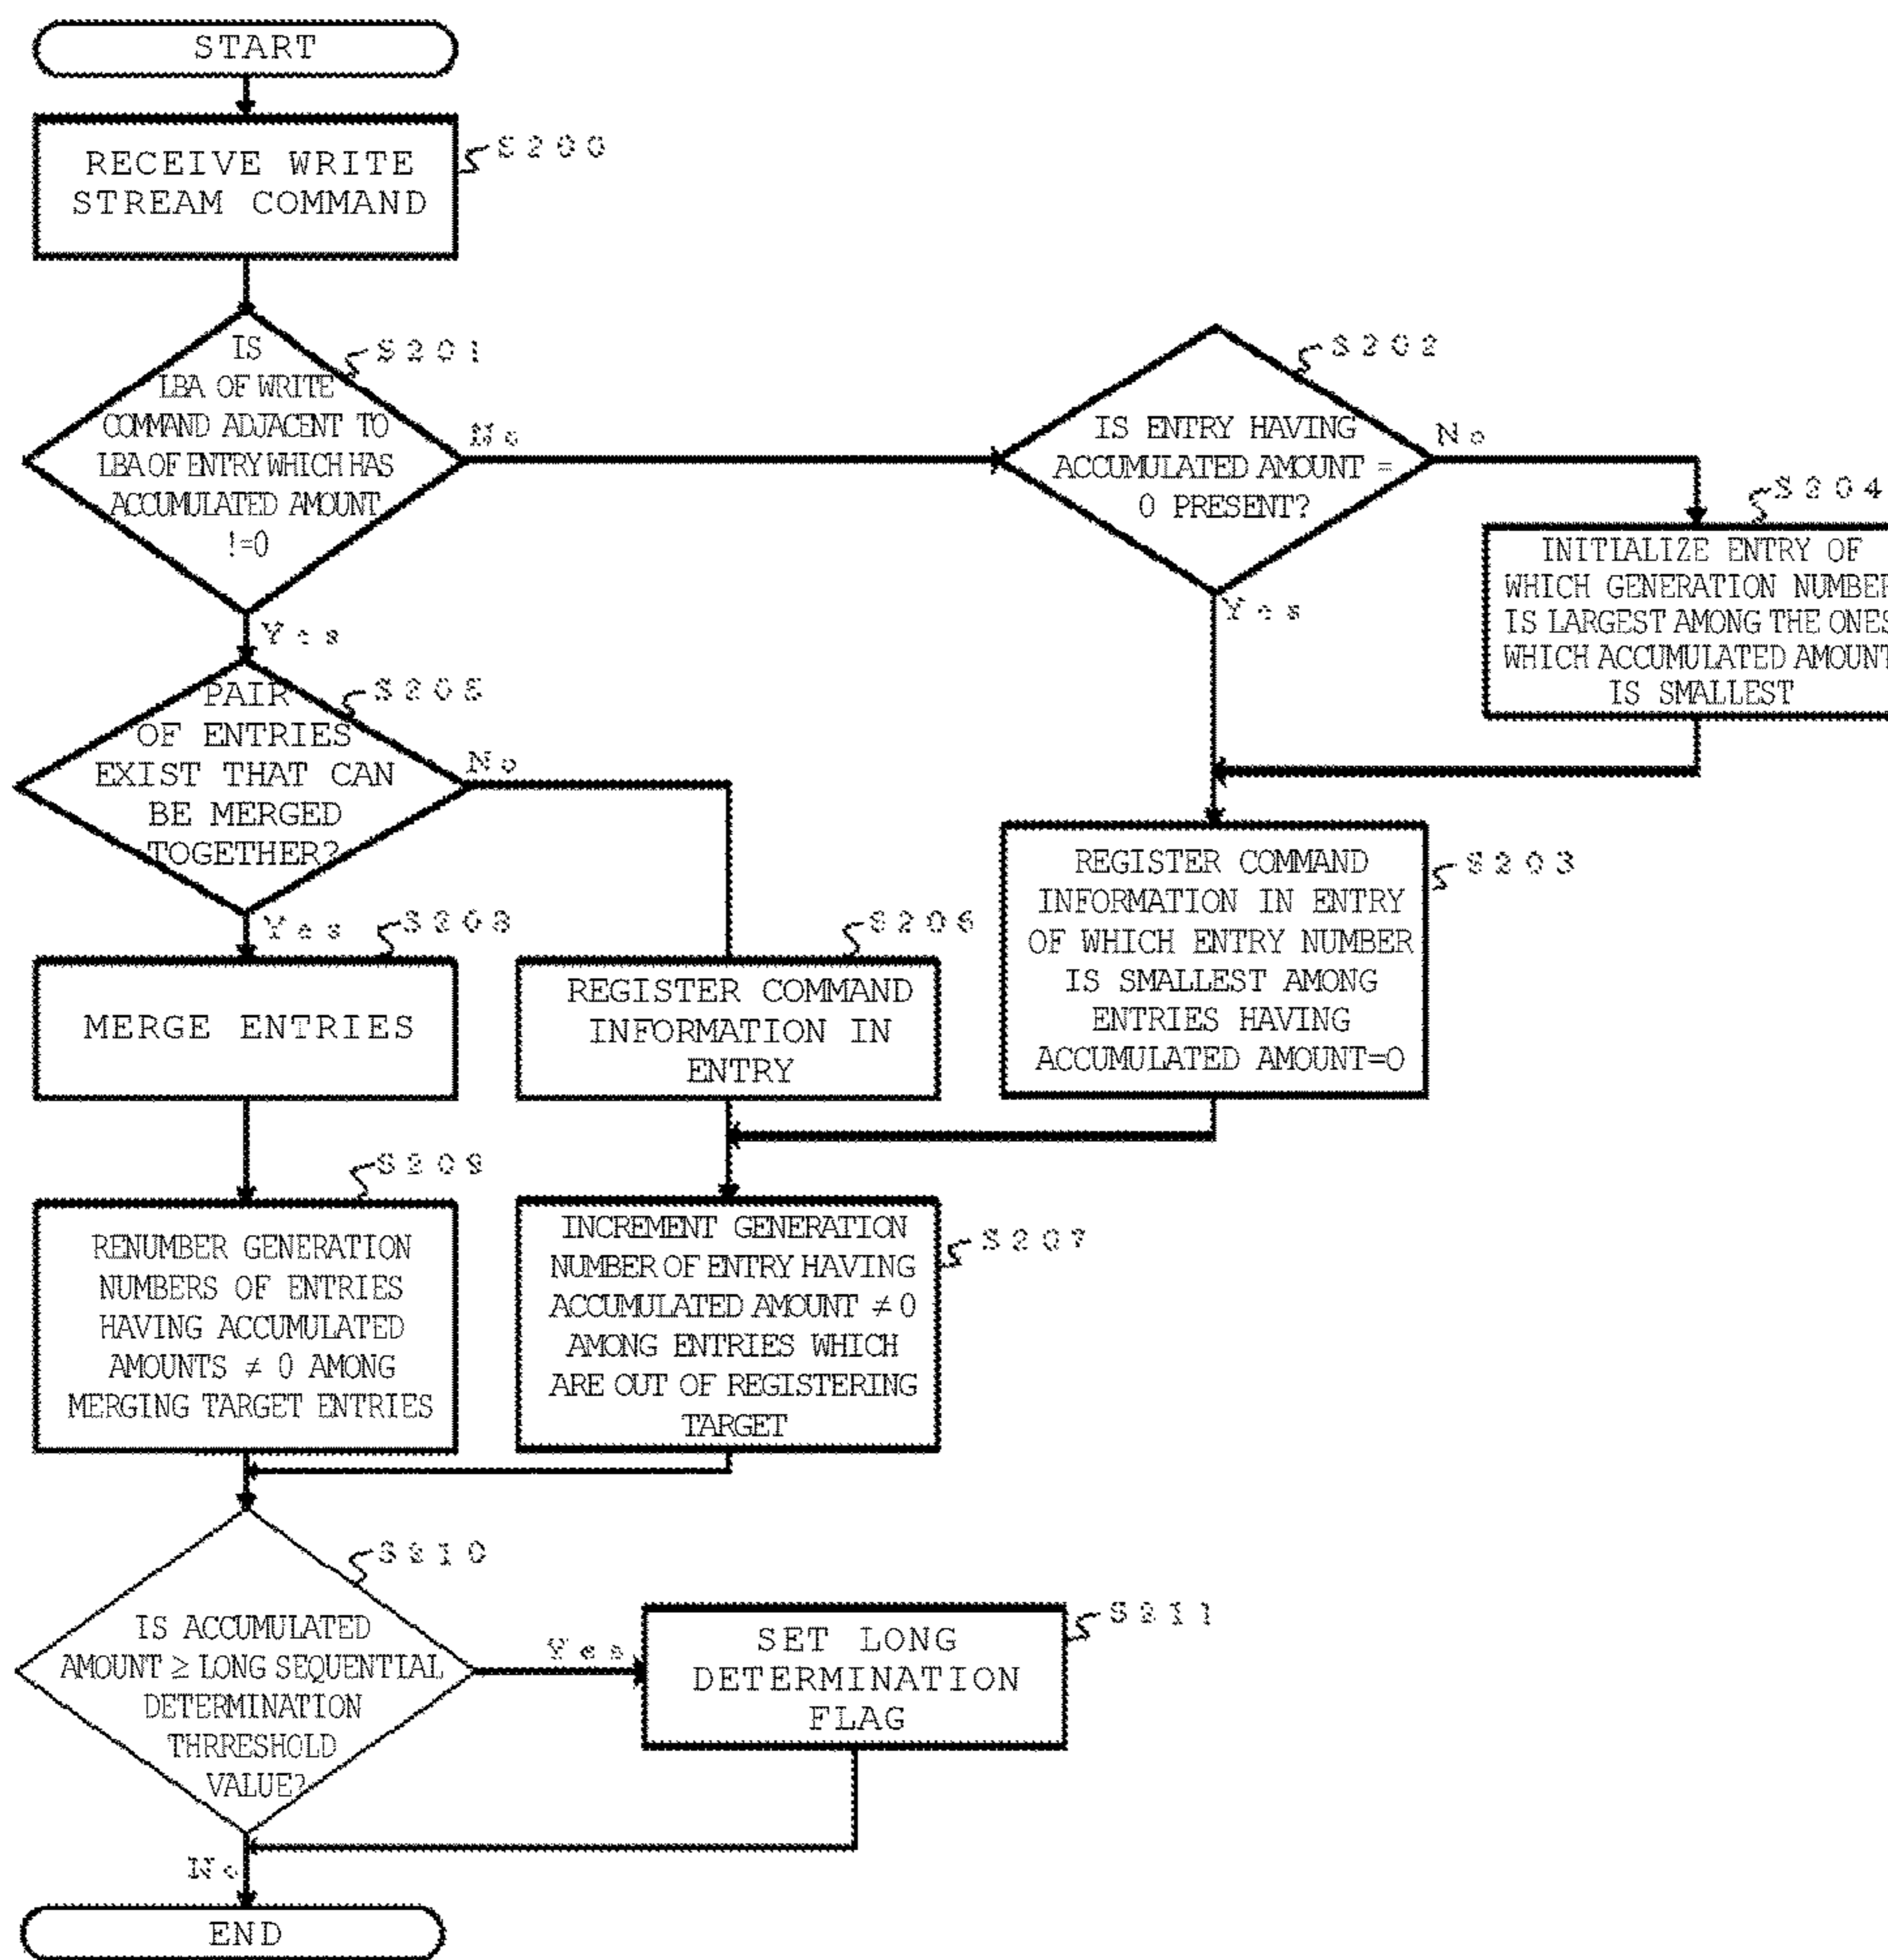 START
RECEIVE WRITE
STREAM COMMAND
S200
IS
LBA OF WRITE
COMMAND ADJACENT TO
LBA OF ENTRY WHICH HAS
ACCUMULATED AMOUNT
!=0
S201
No
Yes
IS ENTRY HAVING
ACCUMULATED AMOUNT =
0 PRESENT?
S202
No
Yes
S204
INITIALIZE ENTRY OF
WHICH GENERATION NUMBER
IS LARGEST AMONG THE ONES
WHICH ACCUMULATED AMOUNT
IS SMALLEST
PAIR
OF ENTRIES
EXIST THAT CAN
BE MERGED
TOGETHER?
S205
No
Yes
REGISTER COMMAND
INFORMATION IN ENTRY
OF WHICH ENTRY NUMBER
IS SMALLEST AMONG
ENTRIES HAVING
ACCUMULATED AMOUNT=0
S203
S208
MERGE ENTRIES
S206
REGISTER COMMAND
INFORMATION IN
ENTRY
S209
RENUMBER GENERATION
NUMBERS OF ENTRIES
HAVING ACCUMULATED
AMOUNTS ≠ 0 AMONG
MERGING TARGET ENTRIES
INCREMENT GENERATION
NUMBER OF ENTRY HAVING
ACCUMULATED AMOUNT ≠ 0
AMONG ENTRIES WHICH
ARE OUT OF REGISTERING
TARGET
S207
S210
IS ACCUMULATED
AMOUNT ≥ LONG SEQUENTIAL
DETERMINATION
THRRESHOLD
VALUE?
Yes
SET LONG
DETERMINATION
FLAG
S211
No
END